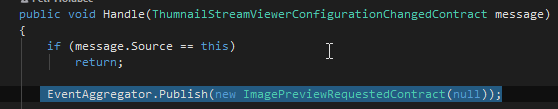 public void Handle(ThumnailStreamViewerConfigurationChangedContract message)
{
if (message.Source == this)
return;
EventAggregator.Publish(new ImagePreviewRequestedContract(null));